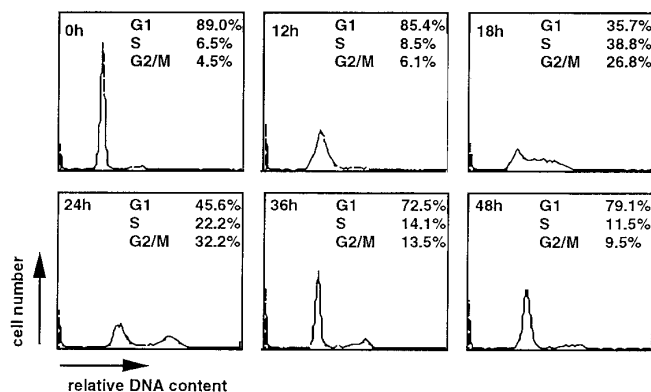 0h
G1 89.0%
S 6.5%
G2/M 4.5%
12h
G1 85.4%
S 8.5%
G2/M 6.1%
18h
G1 35.7%
S 38.8%
G2/M 26.8%
24h
G1 45.6%
S 22.2%
G2/M 32.2%
36h
G1 72.5%
S 14.1%
G2/M 13.5%
48h
G1 79.1%
S 11.5%
G2/M 9.5%
cell number
relative DNA content